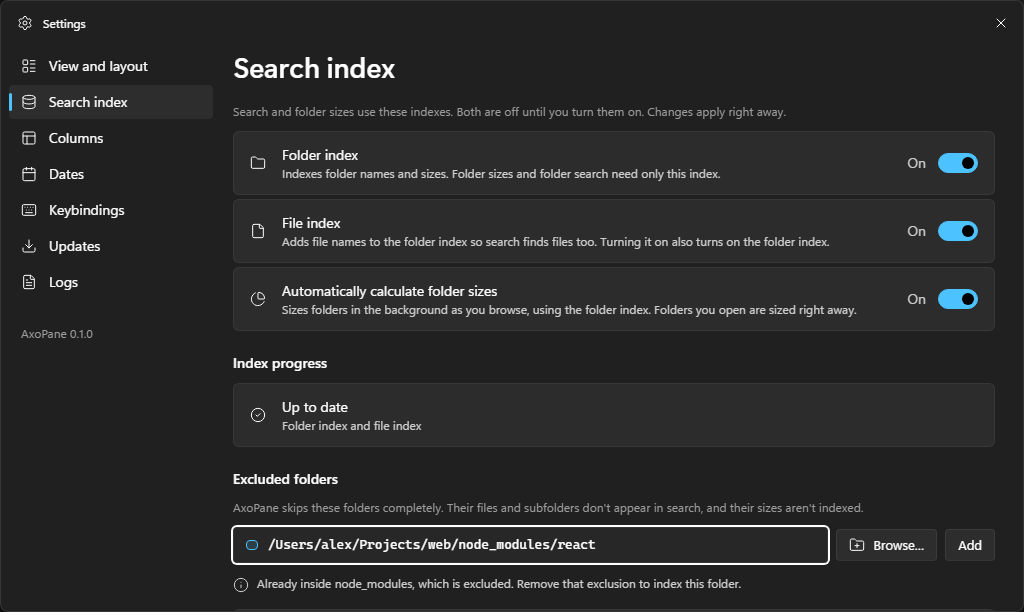 Settings
View and layout
Search index
Columns
Dates
Keybindings
Updates
Logs
AxoPane 0.1.0
Search index
Search and folder sizes use these indexes. Both are off until you turn them on. Changes apply right away.
Folder index
Indexes folder names and sizes. Folder sizes and folder search need only this index.
On
File index
Adds file names to the folder index so search finds files too. Turning it on also turns on the folder index.
On
Automatically calculate folder sizes
Sizes folders in the background as you browse, using the folder index. Folders you open are sized right away.
On
Index progress
Up to date
Folder index and file index
Excluded folders
AxoPane skips these folders completely. Their files and subfolders don't appear in search, and their sizes aren't indexed.
/Users/alex/Projects/web/node_modules/react
Browse...
Add
Already inside node_modules, which is excluded. Remove that exclusion to index this folder.